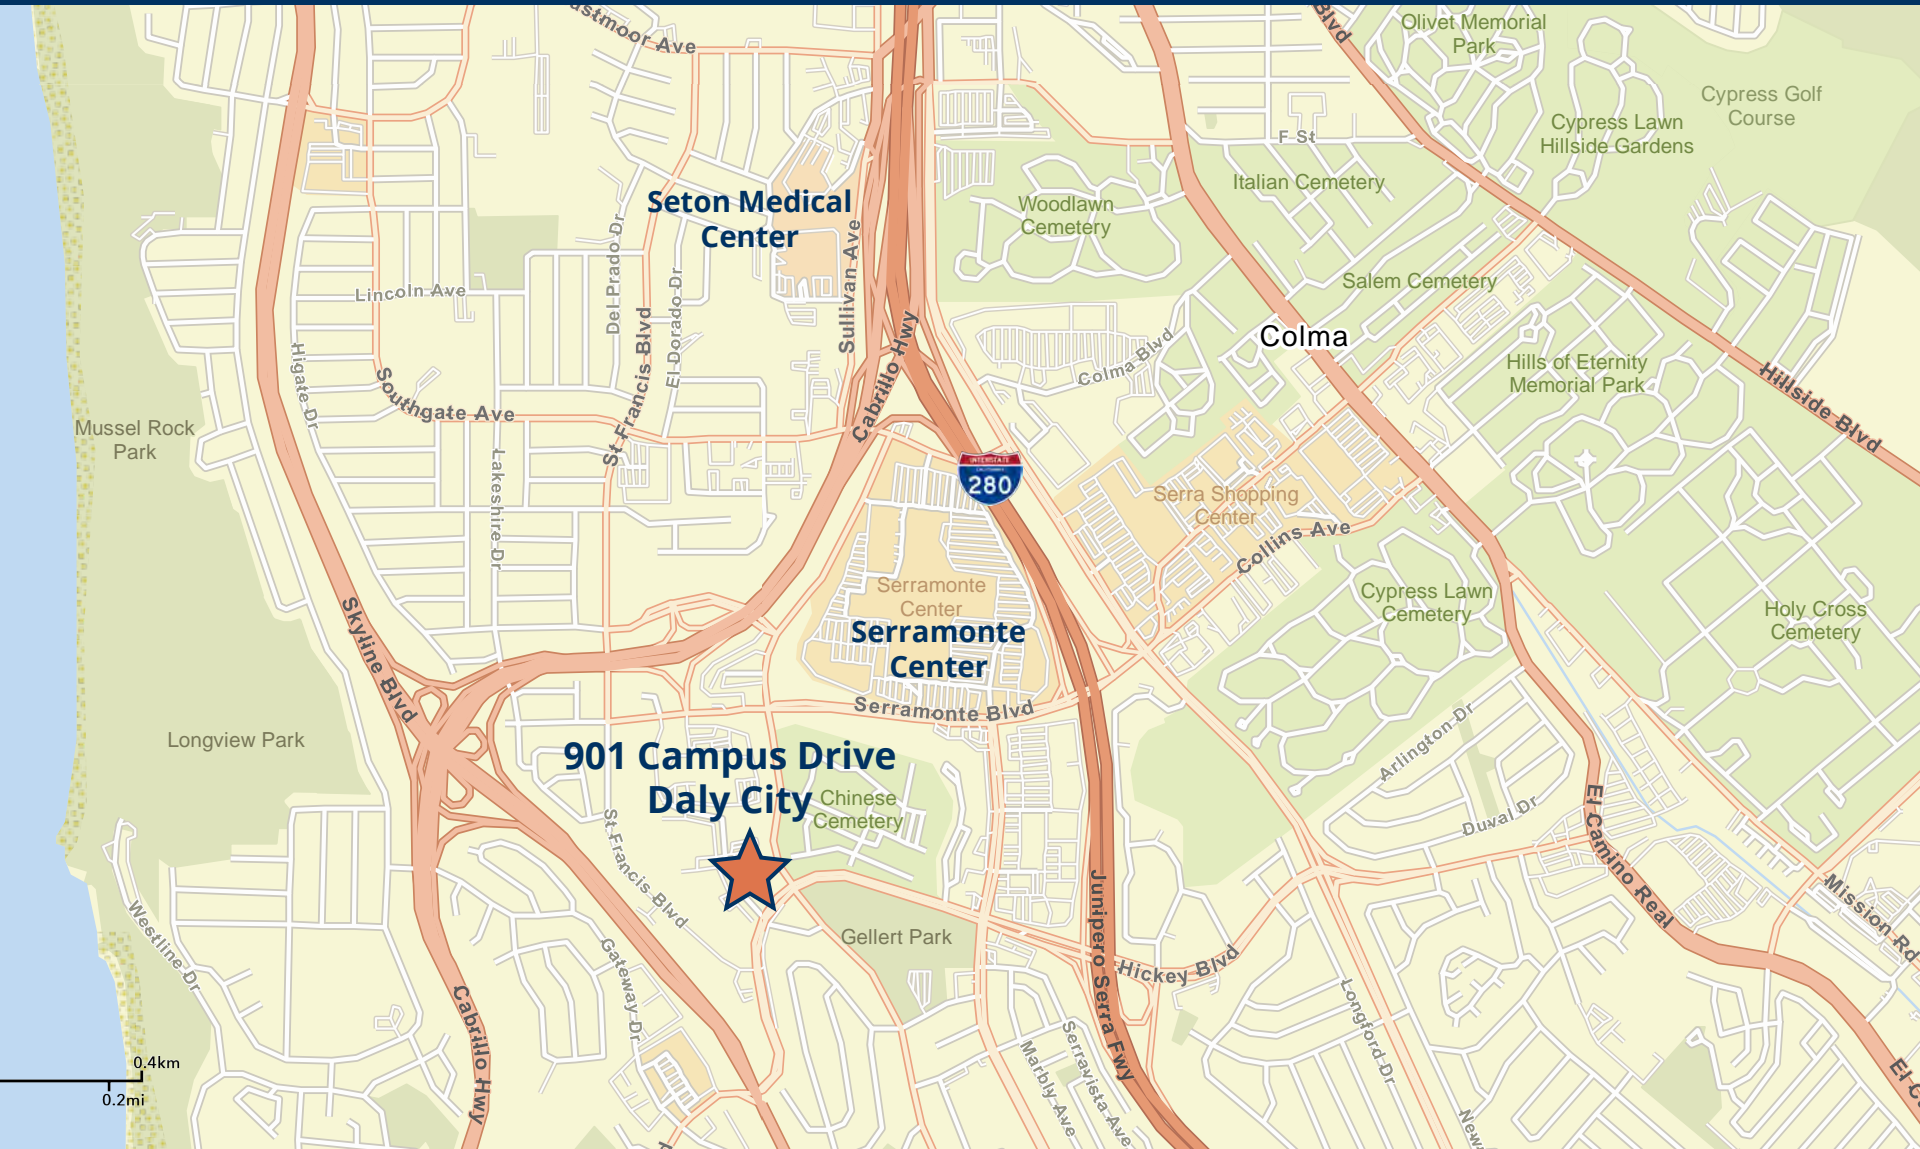 Eastmoor Ave
Blvd
Olivet Memorial
Park
Cypress Golf
Course
Cypress Lawn
Hillside Gardens
F St
Italian Cemetery
Seton Medical
Center
Woodlawn
Cemetery
Del Prado Dr
El Dorado Dr
Sullivan Ave
Lincoln Ave
Salem Cemetery
Colma
Colma Blvd
Cabrillo Hwy
St Francis Blvd
Higate Dr
Southgate Ave
Hills of Eternity
Memorial Park
Hillside Blvd
Mussel Rock
Park
Lakeshire Dr
INTERSTATE
CALIFORNIA
280
Serra Shopping
Center
Collins Ave
Serramonte
Center
Serramonte
Center
Cypress Lawn
Cemetery
Holy Cross
Cemetery
Skyline Blvd
Serramonte Blvd
Longview Park
Arlington Dr
901 Campus Drive
Daly City
Chinese
Cemetery
Duval Dr
El Camino Real
St Francis Blvd
Junipero Serra Fwy
Mission Rd
Westline Dr
Gateway Dr
Gellert Park
Hickey Blvd
Longford Dr
Cabrillo Hwy
Marbly Ave
Serravista Ave
0.4km
0.2mi